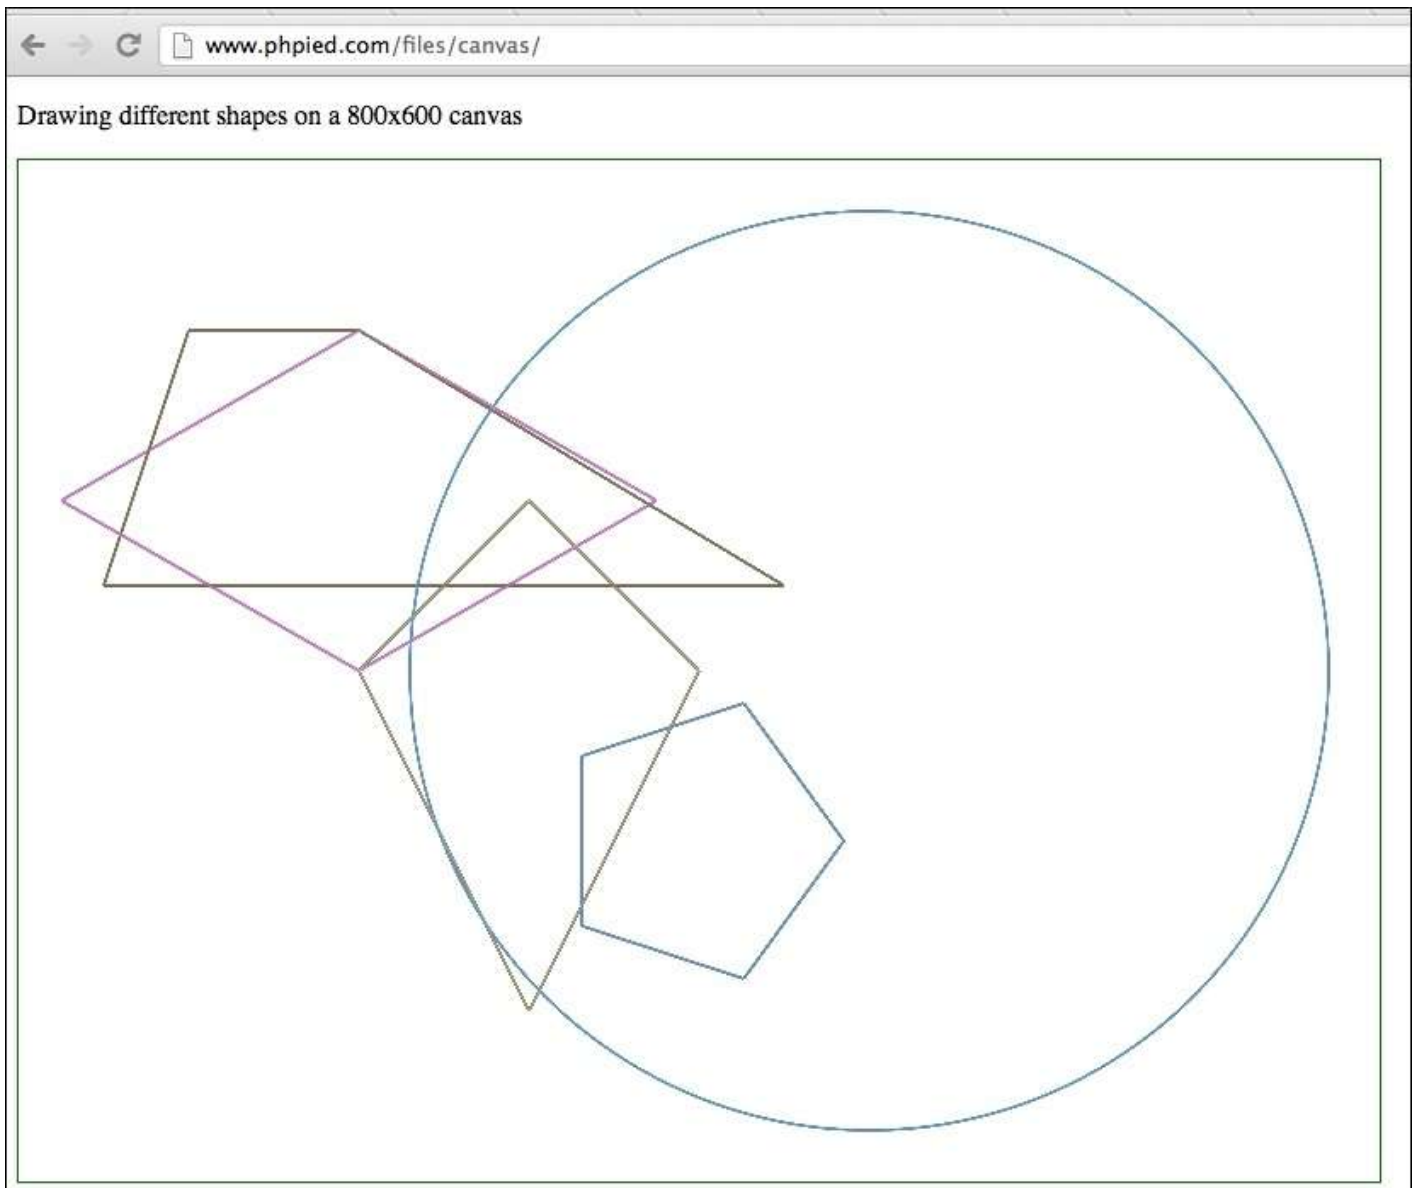 www.phpied.com/files/canvas/
Drawing different shapes on a 800x600 canvas